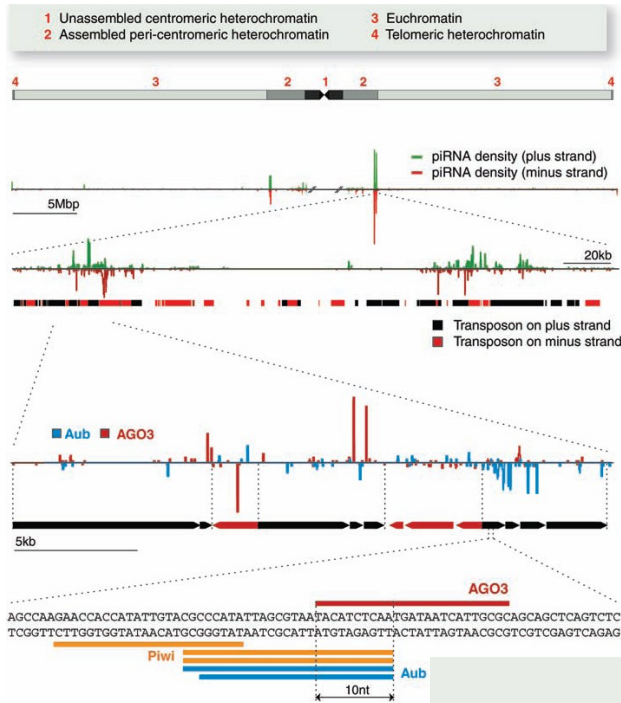 1 Unassembled centromeric heterochromatin 3 Euchromatin
2 Assembled peri-centromeric heterochromatin 4 Telomeric heterochromatin
4 3 2 1 2 3 4
piRNA density (plus strand)
piRNA density (minus strand)
5Mbp
20kb
Transposon on plus strand
Transposon on minus strand
Aub AGO3
5kb
AGO3
AGCCAAGAACCACCATATTGTACGCCCATATTAGCGTAATACATCTCAATGATAATCATTGCGCAGCAGCTCAGTCTC
TCGGTTCTTGGTGGTATAACATGCGGGTATAATCGCATTATGTAGAGTTACTATTAGTAACGCGTCGTCGAGTCAGAG
Piwi
Aub
10nt